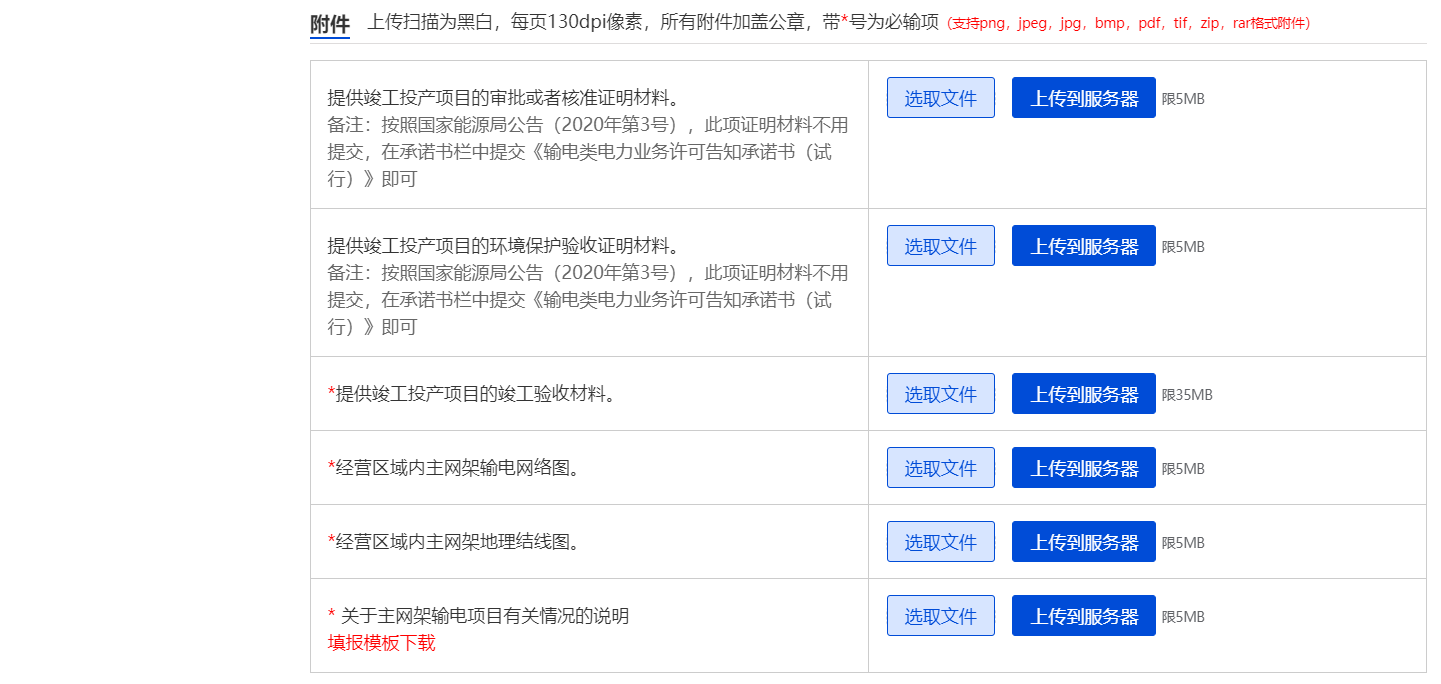 附件 上传扫描为黑白，每页130dpi像素，所有附件加盖公章，带*号为必输项（支持png，jpeg，jpg，bmp，pdf，tif，zip，rar格式附件）
提供竣工投产项目的审批或者核准证明材料。
选取文件 上传到服务器 限5MB
备注：按照国家能源局公告（2020年第3号），此项证明材料不用
提交，在承诺书栏中提交《输电类电力业务许可告知承诺书（试
行）》即可
提供竣工投产项目的环境保护验收证明材料。
选取文件 上传到服务器 限5MB
备注：按照国家能源局公告（2020年第3号），此项证明材料不用
提交，在承诺书栏中提交《输电类电力业务许可告知承诺书（试
行）》即可
*提供竣工投产项目的竣工验收材料。
选取文件 上传到服务器 限35MB
*经营区域内主网架输电网络图。
选取文件 上传到服务器 限5MB
*经营区域内主网架地理结线图。
选取文件 上传到服务器 限5MB
* 关于主网架输电项目有关情况的说明
选取文件 上传到服务器 限5MB
填报模板下载